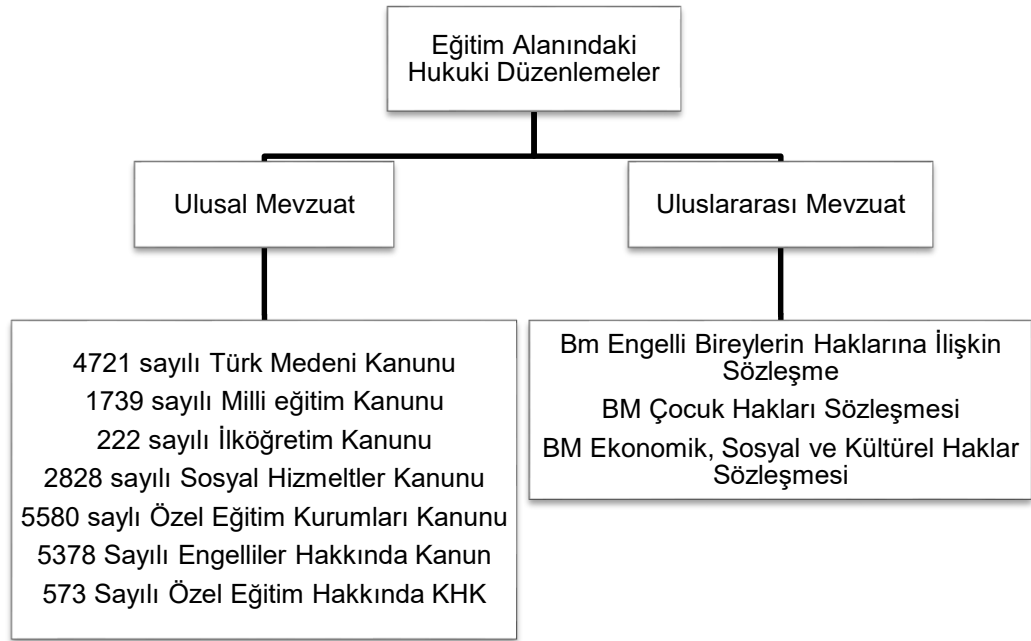 Eğitim Alanındaki
Hukuki Düzenlemeler
Ulusal Mevzuat
Uluslararası Mevzuat
4721 sayılı Türk Medeni Kanunu
1739 sayılı Milli eğitim Kanunu
222 sayılı İlköğretim Kanunu
2828 sayılı Sosyal Hizmeltler Kanunu
5580 saylı Özel Eğitim Kurumları Kanunu
5378 Sayılı Engelliler Hakkında Kanun
573 Sayılı Özel Eğitim Hakkında KHK
Bm Engelli Bireylerin Haklarına İlişkin
Sözleşme
BM Çocuk Hakları Sözleşmesi
BM Ekonomik, Sosyal ve Kültürel Haklar
Sözleşmesi